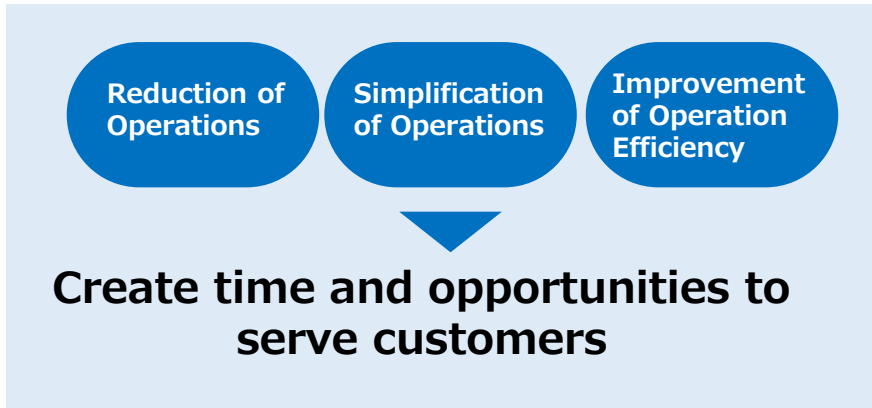 Reduction of
Operations
Simplification
of Operations
Improvement
of Operation
Efficiency
Create time and opportunities to
serve customers